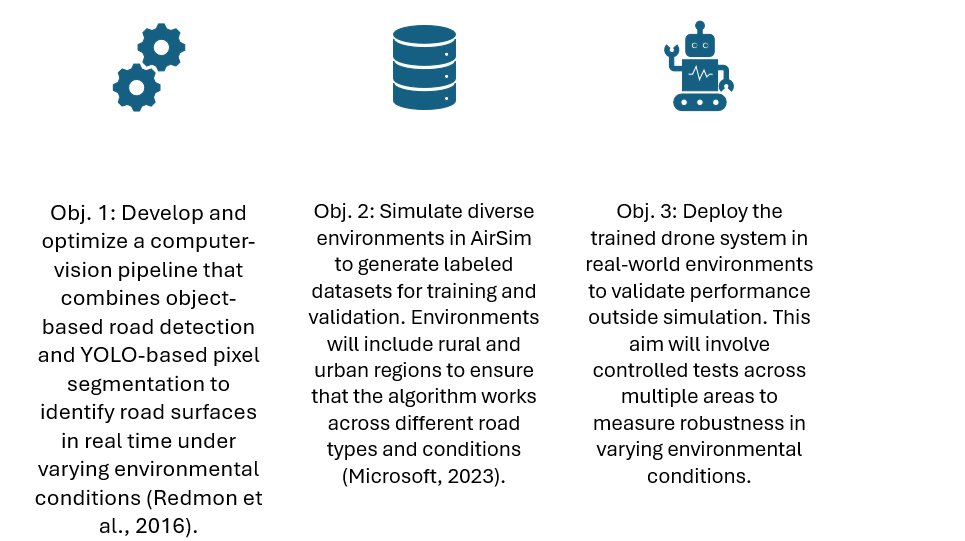 Obj. 1: Develop and
optimize a computer-
vision pipeline that
combines object-
based road detection
and YOLO-based pixel
segmentation to
identify road surfaces
in real time under
varying environmental
conditions (Redmon et
al., 2016).
Obj. 2: Simulate diverse
environments in AirSim
to generate labeled
datasets for training and
validation. Environments
will include rural and
urban regions to ensure
that the algorithm works
across different road
types and conditions
(Microsoft, 2023).
Obj. 3: Deploy the
trained drone system in
real-world environments
to validate performance
outside simulation. This
aim will involve
controlled tests across
multiple areas to
measure robustness in
varying environmental
conditions.